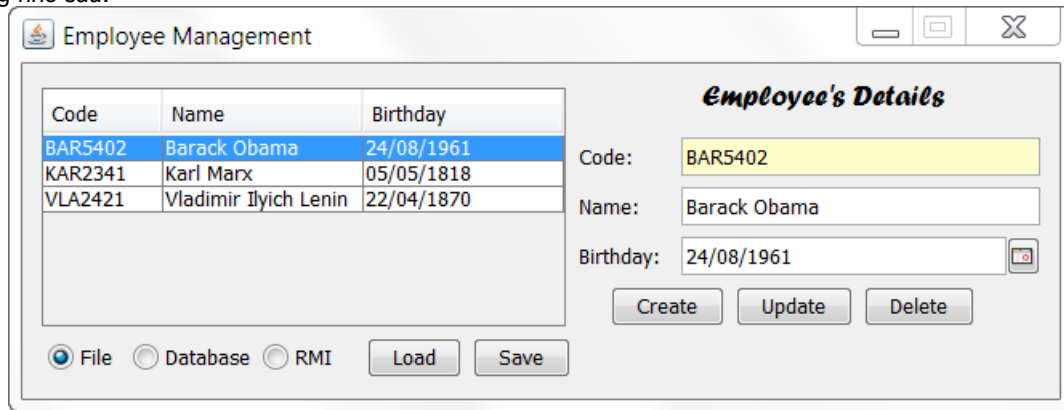 Employee Management
Employee's Details
Code Name Birthday
BAR5402 Barack Obama 24/08/1961
KAR2341 Karl Marx 05/05/1818
VLA2421 Vladimir Ilyich Lenin 22/04/1870
Code: BAR5402
Name: Barack Obama
Birthday: 24/08/1961
Create Update Delete
File Database RMI Load Save